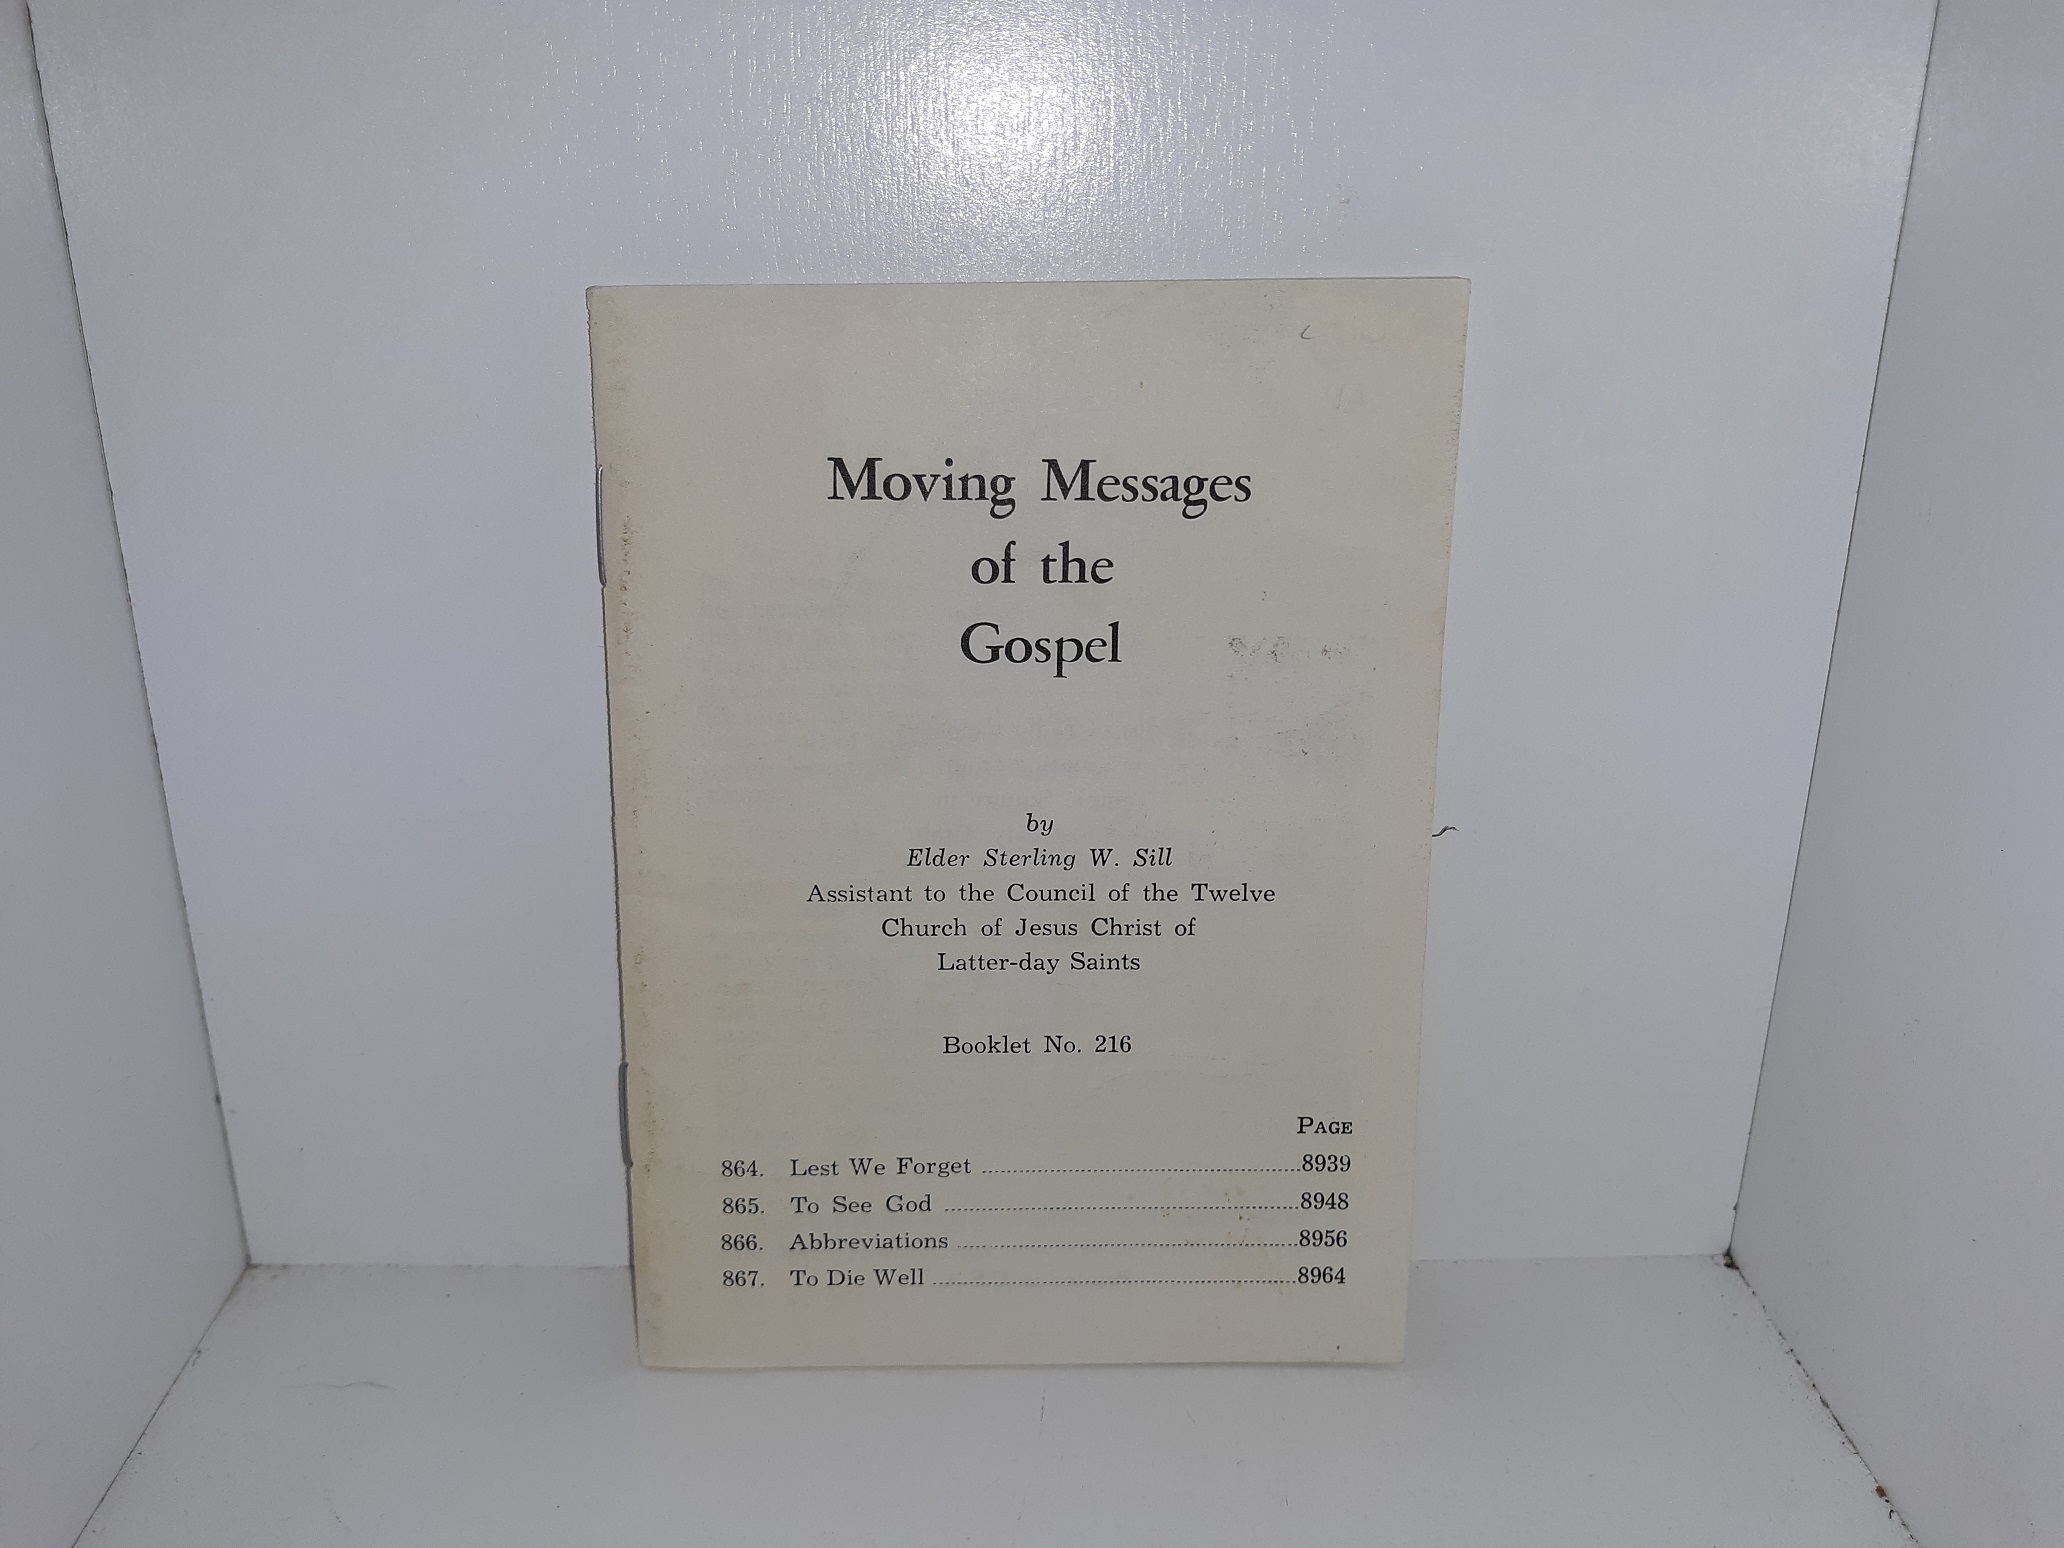 Moving Messages
of the
Gospel
by
Elder Sterling W. Sill
Assistant to the Council of the Twelve
Church of Jesus Christ of
Latter-day Saints
Booklet No. 216
PAGE
864. Lest We Forget ........................................8939
865. To See God ............................................8948
866. Abbreviations ..........................................8956
867. To Die Well .............................................8964